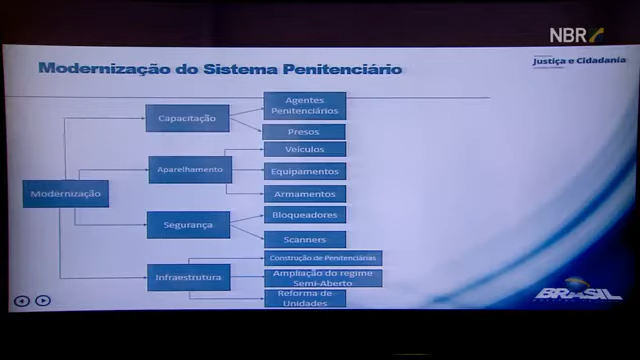 NBR
Justiça e Cidadania
Modernização do Sistema Penitenciário
Agentes
Penitenciários
Capacitação
Presos
Veículos
Aparelhamento
Equipamentos
Armamentos
Modernização
Bloqueadores
Segurança
Scanners
Construção de Penitenciárias
Infraestrutura
Ampliação do regime
Semi-Aberto
Reforma de
Unidades
BRASIL